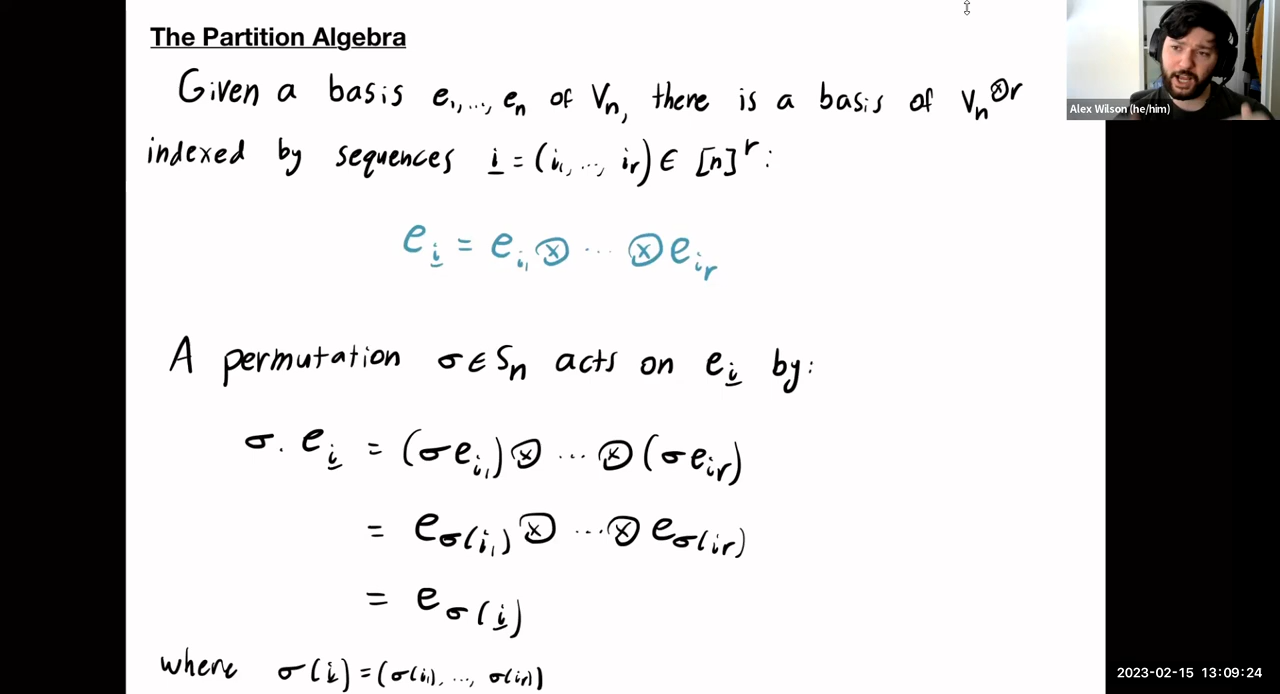 The Partition Algebra
Given a basis e₁,..., eₙ of Vₙ, there is a basis of Vₙ^⊗r
indexed by sequences i̲ = (i₁, ..., iᵣ) ∈ [n]^r :
e_i̲ = e_i₁ ⊗ ... ⊗ e_iᵣ
A permutation σ ∈ Sₙ acts on e_i̲ by:
σ. e_i̲ = (σe_i₁) ⊗ ... ⊗ (σe_iᵣ)
= e_σ(i₁) ⊗ ... ⊗ e_σ(iᵣ)
= e_σ(i̲)
where σ(i̲) = (σ(i₁), ..., σ(iᵣ))
Alex Wilson (he/him)
2023-02-15 13:09:24